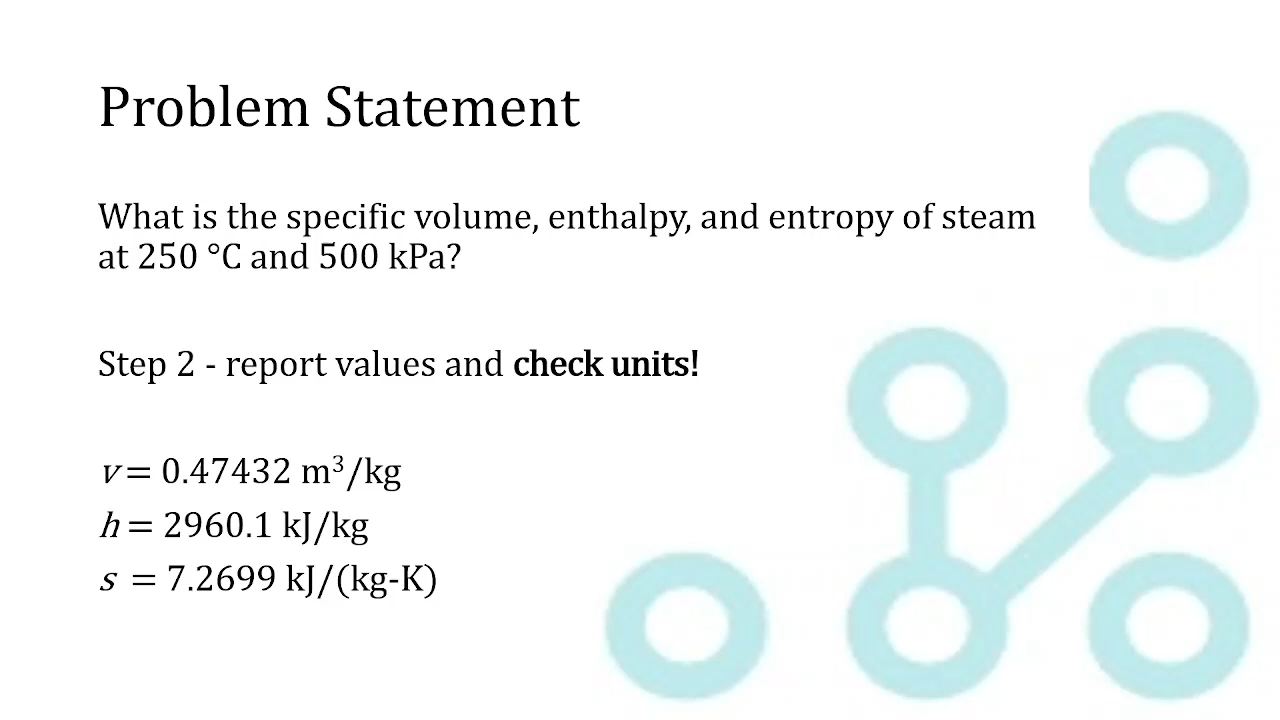 Problem Statement
What is the specific volume, enthalpy, and entropy of steam
at 250 °C and 500 kPa?
Step 2 - report values and check units!
v = 0.47432 m³/kg
h = 2960.1 kJ/kg
s = 7.2699 kJ/(kg-K)